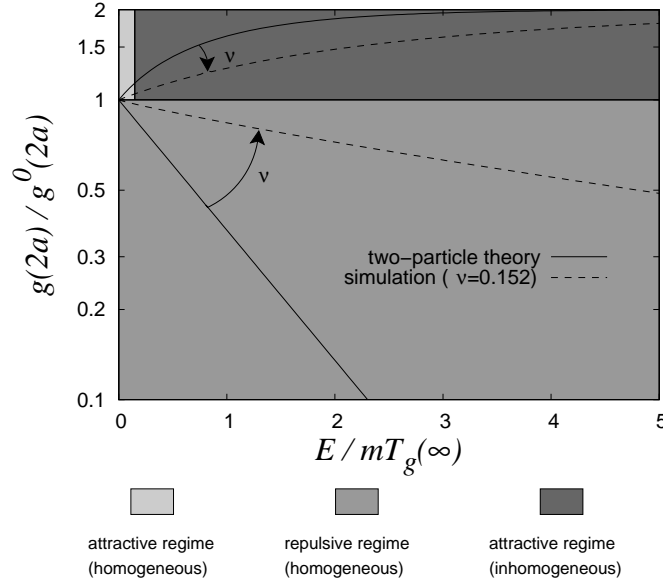 2
1.5
1
0.5
0.3
0.2
0.1
g(2a) / g⁰(2a)
ν
ν
two−particle theory
simulation ( ν=0.152)
0 1 2 3 4 5
E / mT_g(∞)
attractive regime
(homogeneous)
repulsive regime
(homogeneous)
attractive regime
(inhomogeneous)